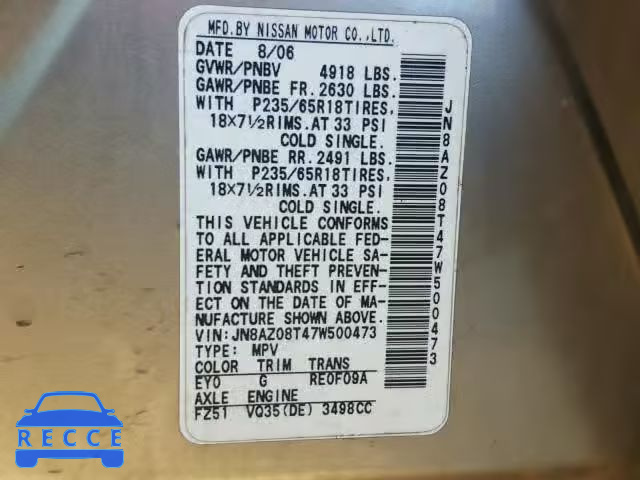 MFD.BY NISSAN MOTOR CO.,LTD.
DATE 8/06
GVWR/PNBV 4918 LBS.
GAWR/PNBE FR. 2630 LBS.
WITH P235/65R18TIRES,
18×7½RIMS.AT 33 PSI
COLD SINGLE.
GAWR/PNBE RR. 2491 LBS.
WITH P235/65R18TIRES,
18×7½RIMS.AT 33 PSI
COLD SINGLE.
THIS VEHICLE CONFORMS
TO ALL APPLICABLE FED-
ERAL MOTOR VEHICLE SA-
FETY AND THEFT PREVEN-
TION STANDARDS IN EFF-
ECT ON THE DATE OF MA-
NUFACTURE SHOWN ABOVE.
VIN:JN8AZ08T47W500473
TYPE: MPV
COLOR TRIM TRANS
EY0 G RE0F09A
AXLE ENGINE
FZ51 VQ35(DE) 3498CC
JN8AZ08T47W500473
RECCE